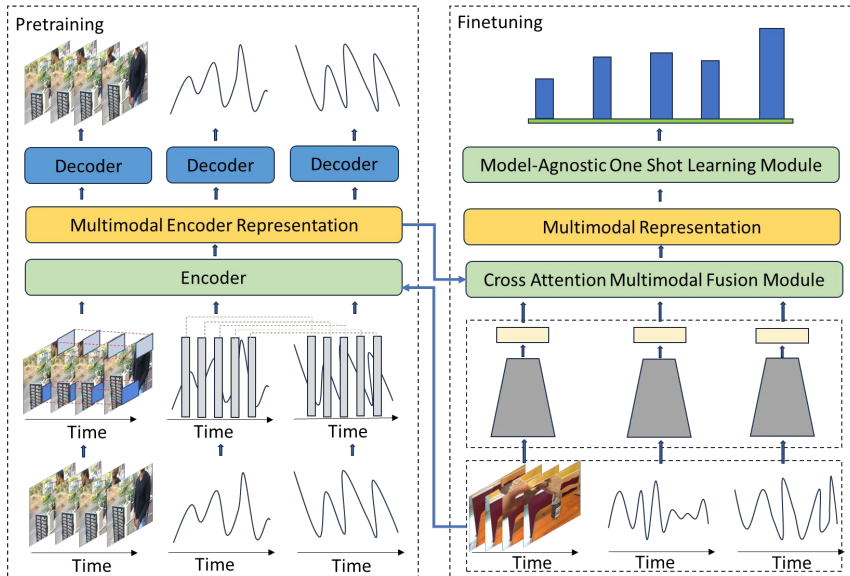 Pretraining
Decoder
Decoder
Decoder
Multimodal Encoder Representation
Encoder
Time
Time
Time
Time
Time
Time
Finetuning
Model-Agnostic One Shot Learning Module
Multimodal Representation
Cross Attention Multimodal Fusion Module
Time
Time
Time